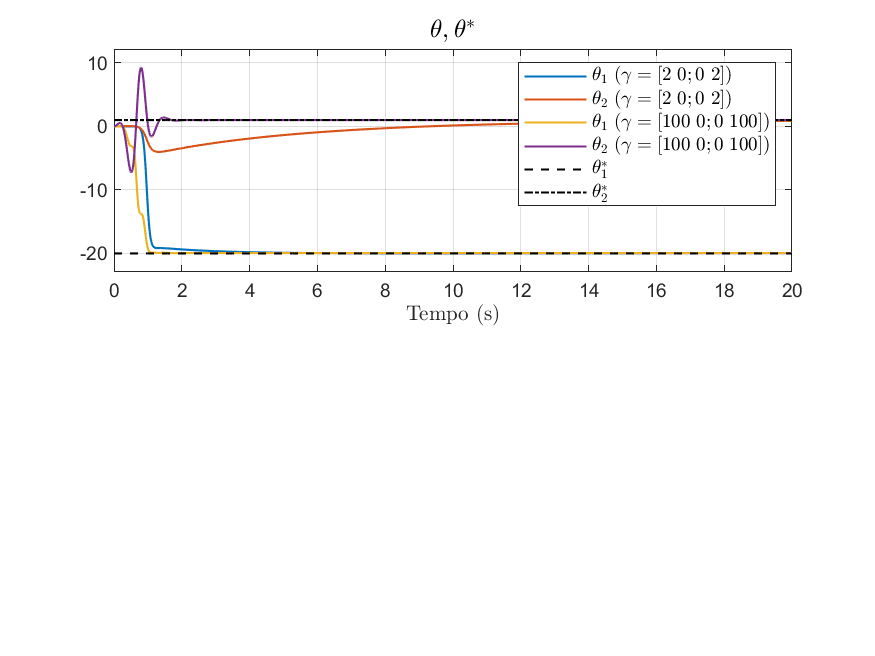 θ, θ*
10
0
-10
-20
0 2 4 6 8 10 12 14 16 18 20
Tempo (s)
θ₁ (γ = [2 0; 0 2])
θ₂ (γ = [2 0; 0 2])
θ₁ (γ = [100 0; 0 100])
θ₂ (γ = [100 0; 0 100])
θ₁*
θ₂*